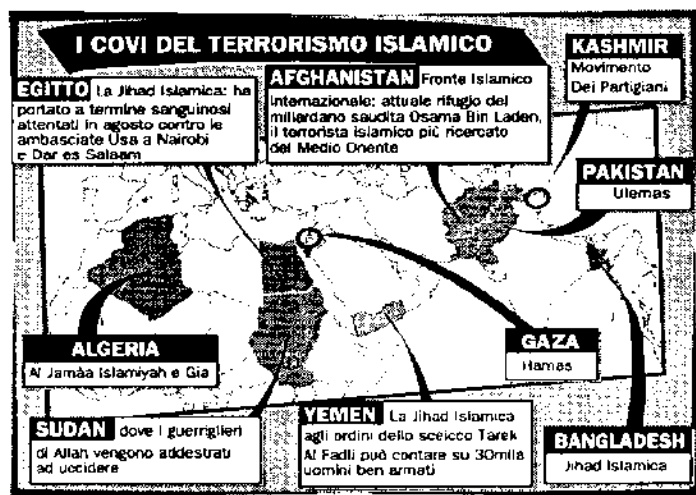 I COVI DEL TERRORISMO ISLAMICO
EGITTO La Jihad Islamica: ha
portato a termine sanguinosi
attentati in agosto contro le
ambasciate Usa a Nairobi
e Dar es Salaam
AFGHANISTAN Fronte Islamico
Internazionale: attuale rifugio del
miliardario saudita Osama Bin Laden,
il terrorista islamico più ricercato
del Medio Oriente
KASHMIR
Movimento
Dei Partigiani
PAKISTAN
Ulemas
ALGERIA
Al Jamàa Islamiyah e Gia
GAZA
Hamas
SUDAN dove i guerriglieri
di Allah vengono addestrati
ad uccidere
YEMEN La Jihad Islamica
agli ordini dello sceicco Tarek
Al Fadli può contare su 30mila
uomini ben armati
BANGLADESH
Jihad Islamica